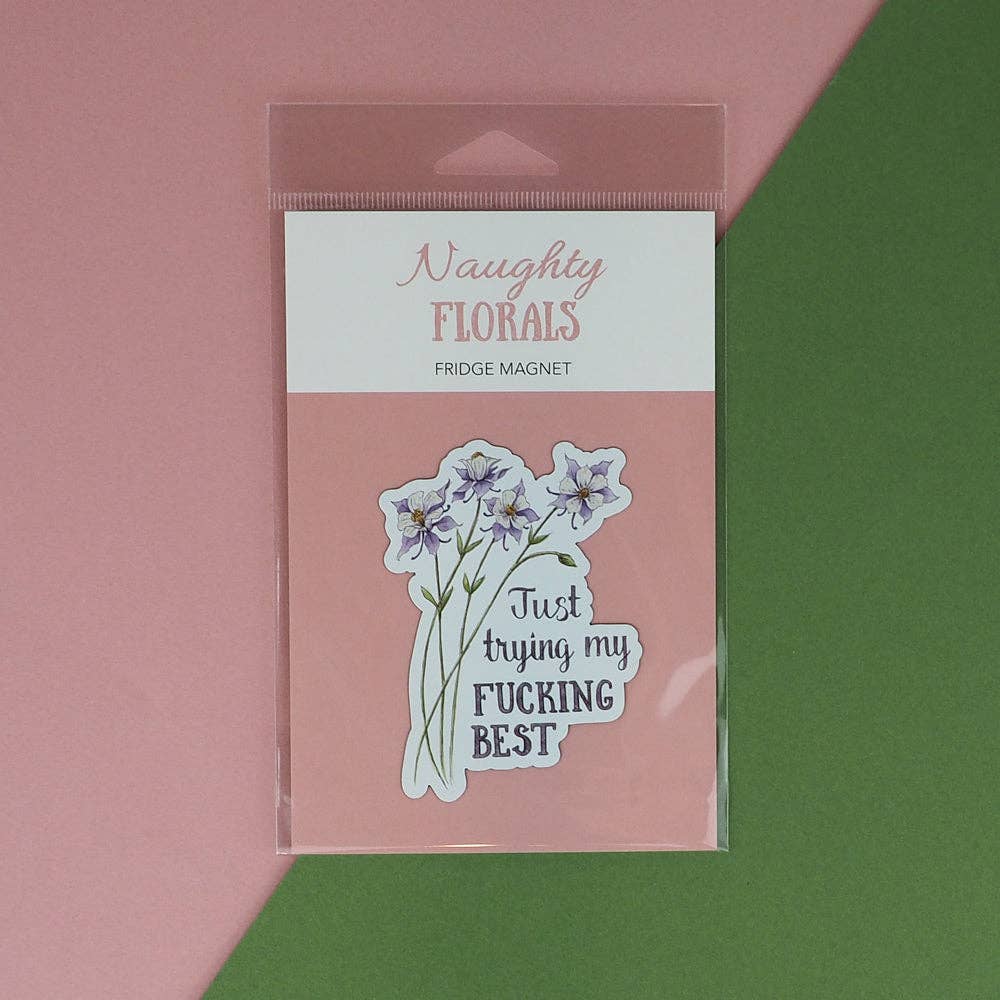 Naughty
FLORALS
FRIDGE MAGNET
Just
trying my
FUCKING
BEST